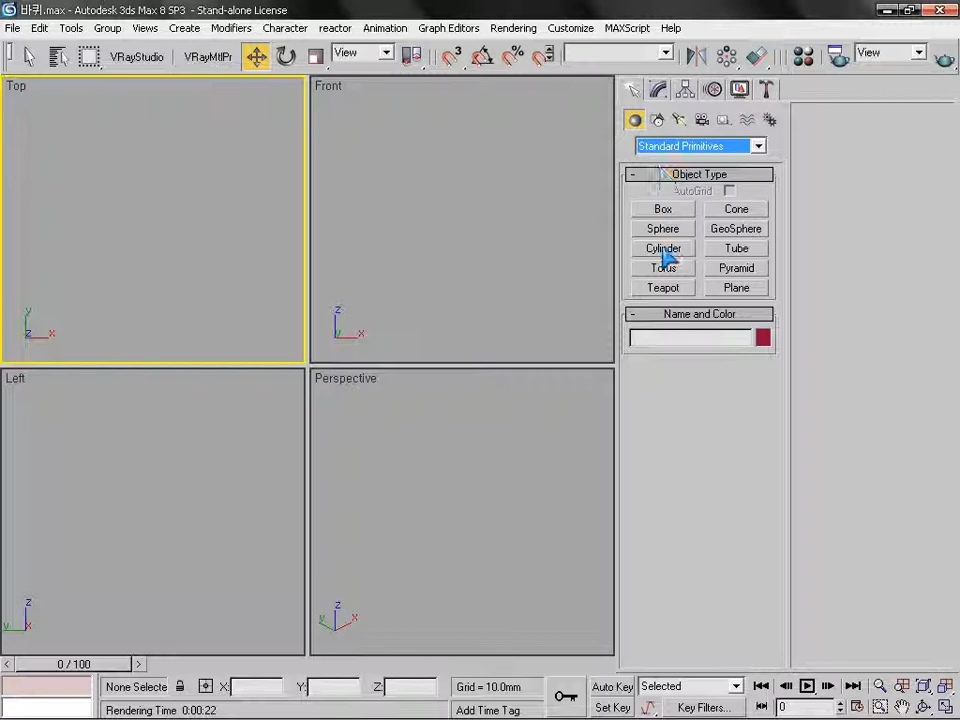 바퀴.max - Autodesk 3ds Max 8 SP3 - Stand-alone License
File Edit Tools Group Views Create Modifiers Character reactor Animation Graph Editors Rendering Customize MAXScript Help
VRayStudio VRayMtlPr View View
Top Front
Standard Primitives
- Object Type
AutoGrid
Box Cone
Sphere GeoSphere
Cylinder Tube
Torus Pyramid
Teapot Plane
- Name and Color
z x y x
y z
Left Perspective
z z
y x y x
< 0 / 100 >
None Selecte X: Y: Z: Grid = 10.0mm Auto Key Selected
Rendering Time 0:00:22 Add Time Tag Set Key Key Filters... 0